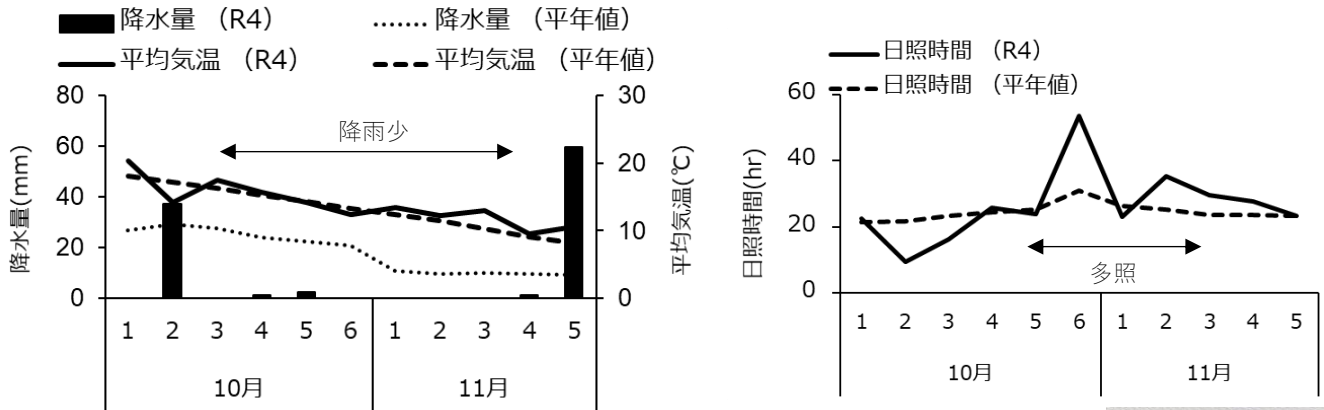 降水量 （R4） 降水量 （平年値）
平均気温 （R4） 平均気温 （平年値）
80 30
60
20
40
10
20
0 0
降水量(mm)
平均気温(℃)
降雨少
1 2 3 4 5 6 1 2 3 4 5
10月 11月
日照時間 （R4）
日照時間 （平年値）
60
40
20
0
日照時間(hr)
多照
1 2 3 4 5 6 1 2 3 4 5
10月 11月